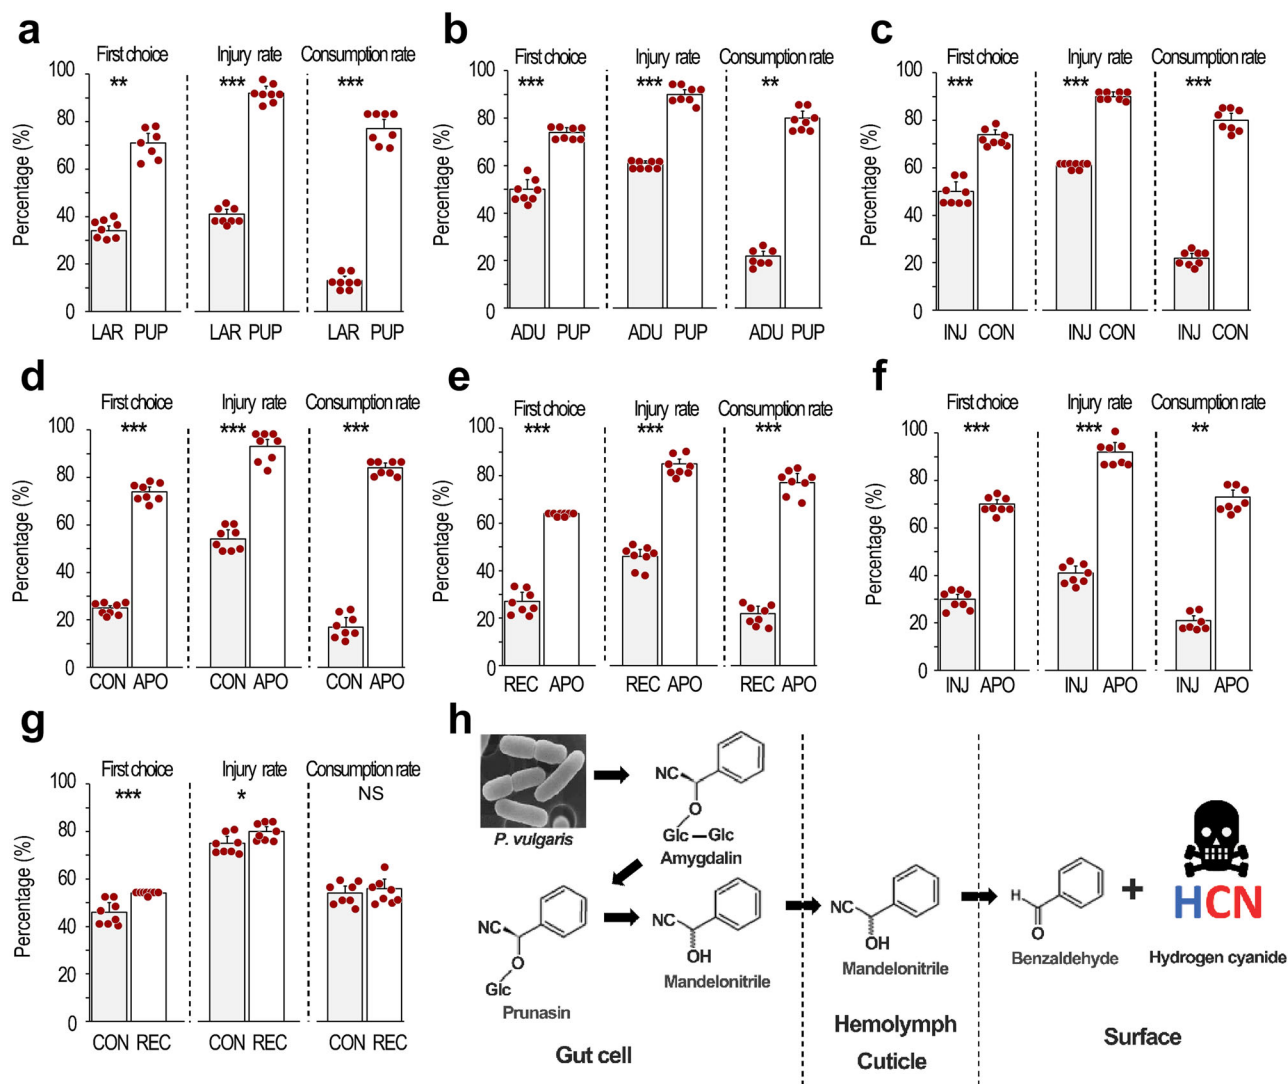 a
First choice Injury rate Consumption rate
** *** ***
Percentage (%)
100
80
60
40
20
0
LAR PUP LAR PUP LAR PUP
b
First choice Injury rate Consumption rate
*** *** **
Percentage (%)
100
80
60
40
20
0
ADU PUP ADU PUP ADU PUP
c
First choice Injury rate Consumption rate
*** *** ***
Percentage (%)
100
80
60
40
20
0
INJ CON INJ CON INJ CON
d
First choice Injury rate Consumption rate
*** *** ***
Percentage (%)
100
80
60
40
20
0
CON APO CON APO CON APO
e
First choice Injury rate Consumption rate
*** *** ***
Percentage (%)
100
80
60
40
20
0
REC APO REC APO REC APO
f
First choice Injury rate Consumption rate
*** *** **
Percentage (%)
100
80
60
40
20
0
INJ APO INJ APO INJ APO
g
First choice Injury rate Consumption rate
*** * NS
Percentage (%)
100
80
60
40
20
0
CON REC CON REC CON REC
h
P. vulgaris
NC
O
Glc—Glc
Amygdalin
NC
O
Glc
Prunasin
NC
OH
Mandelonitrile
Gut cell
NC
OH
Mandelonitrile
Hemolymph
Cuticle
H
O
Benzaldehyde
+
HCN
Hydrogen cyanide
Surface